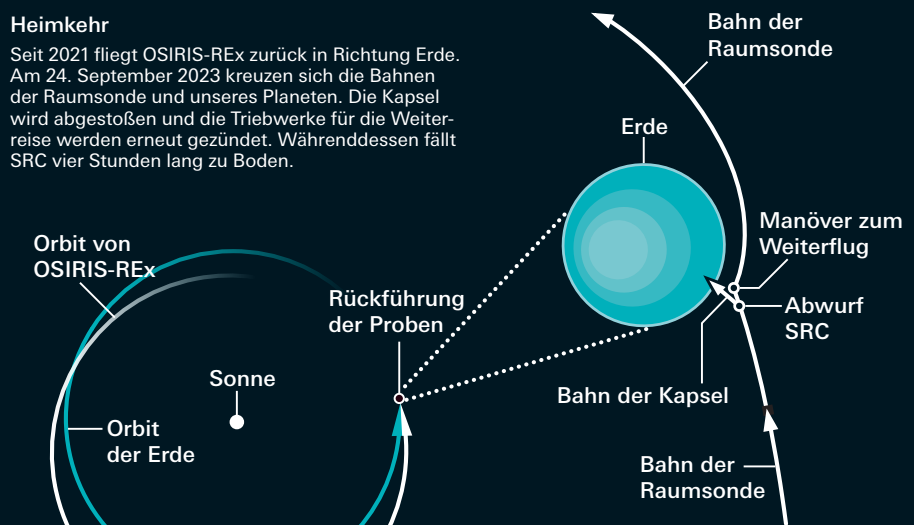 Heimkehr
Seit 2021 fliegt OSIRIS-REx zurück in Richtung Erde.
Am 24. September 2023 kreuzen sich die Bahnen
der Raumsonde und unseres Planeten. Die Kapsel
wird abgestoßen und die Triebwerke für die Weiter-
reise werden erneut gezündet. Währenddessen fällt
SRC vier Stunden lang zu Boden.
Bahn der
Raumsonde
Erde
Manöver zum
Weiterflug
Abwurf
SRC
Orbit von
OSIRIS-REx
Rückführung
der Proben
Sonne
Bahn der Kapsel
Orbit
der Erde
Bahn der
Raumsonde